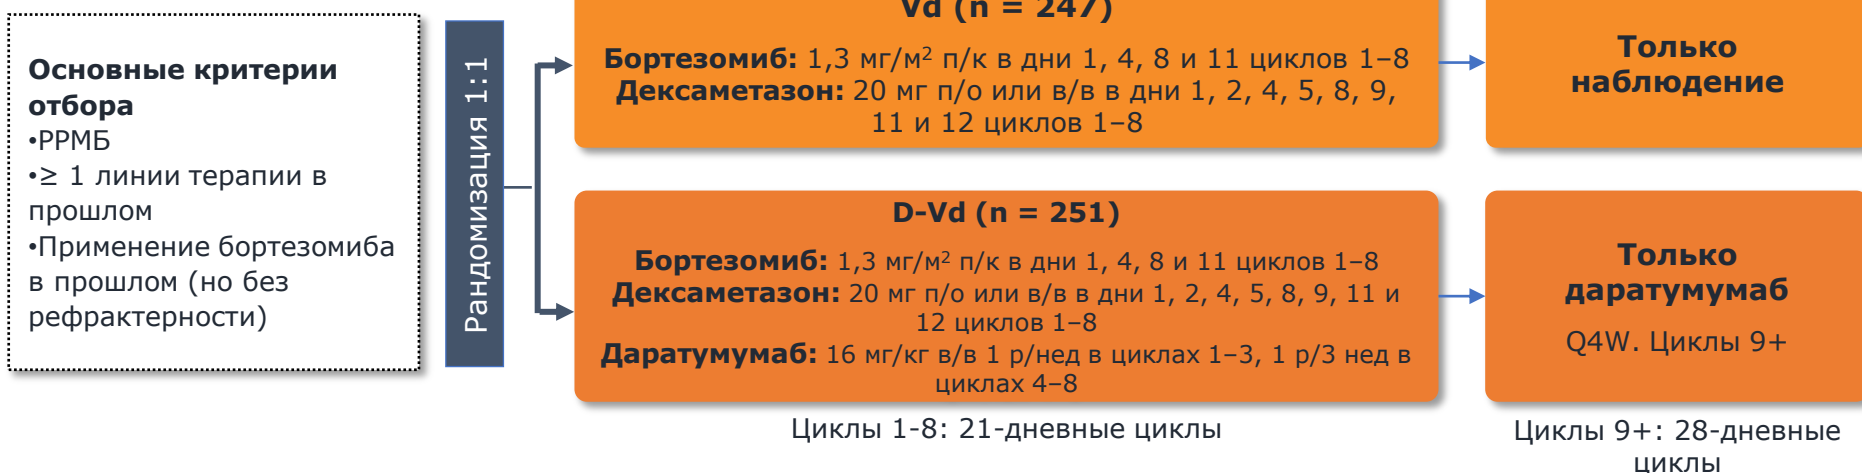 Основные критерии
отбора
•РРМБ
•≥ 1 линии терапии в
прошлом
•Применение бортезомиба
в прошлом (но без
рефрактерности)
Рандомизация 1:1
Vd (n = 247)
Бортезомиб: 1,3 мг/м² п/к в дни 1, 4, 8 и 11 циклов 1–8
Дексаметазон: 20 мг п/о или в/в в дни 1, 2, 4, 5, 8, 9,
11 и 12 циклов 1–8
Только
наблюдение
D-Vd (n = 251)
Бортезомиб: 1,3 мг/м² п/к в дни 1, 4, 8 и 11 циклов 1–8
Дексаметазон: 20 мг п/о или в/в в дни 1, 2, 4, 5, 8, 9, 11 и
12 циклов 1–8
Даратумумаб: 16 мг/кг в/в 1 р/нед в циклах 1–3, 1 р/3 нед в
циклах 4–8
Только
даратумумаб
Q4W. Циклы 9+
Циклы 1-8: 21-дневные циклы
Циклы 9+: 28-дневные
циклы